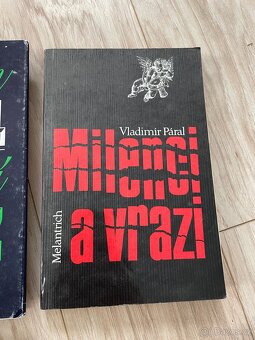 Vladimír Páral
Milenci
a vrazi
Melantrich